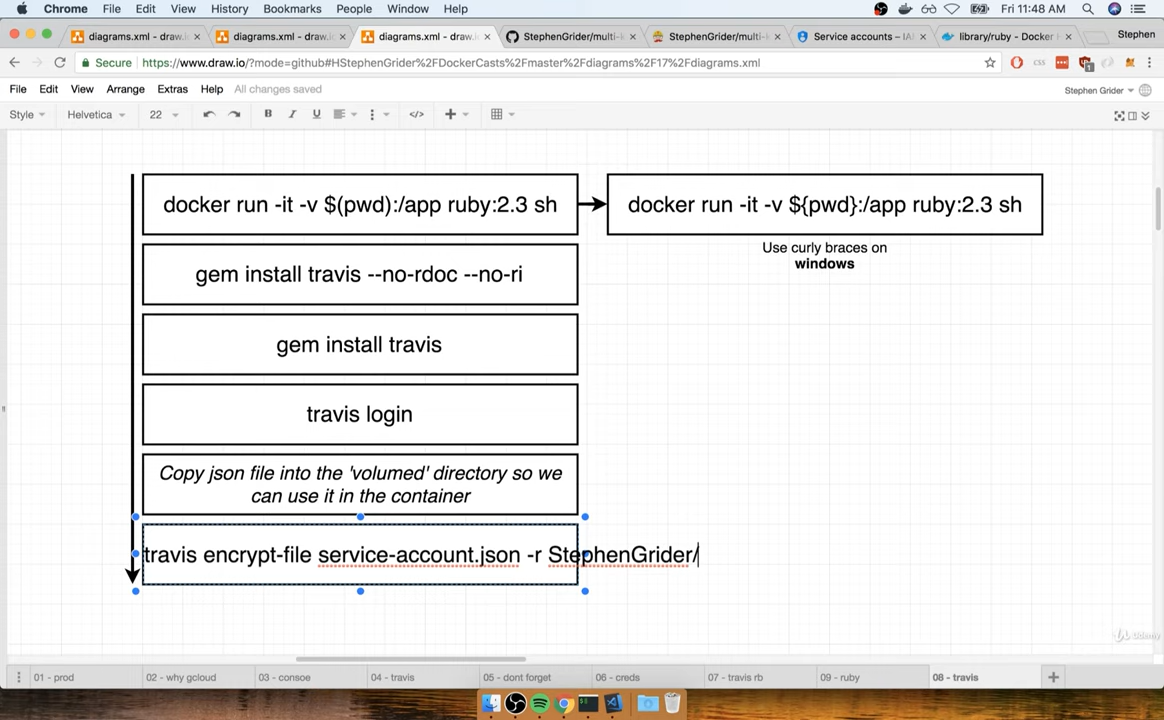 Chrome File Edit View History Bookmarks People Window Help Fri 11:48 AM
diagrams.xml - draw.i diagrams.xml - draw.i diagrams.xml - draw.i StephenGrider/multi-k StephenGrider/multi-k Service accounts – IA library/ruby - Docker Stephen
Secure https://www.draw.io/?mode=github#HStephenGrider%2FDockerCasts%2Fmaster%2Fdiagrams%2F17%2Fdiagrams.xml css 1
File Edit View Arrange Extras Help All changes saved Stephen Grider
Style Helvetica 22 B I U
docker run -it -v $(pwd):/app ruby:2.3 sh
docker run -it -v ${pwd}:/app ruby:2.3 sh
Use curly braces on
windows
gem install travis --no-rdoc --no-ri
gem install travis
travis login
Copy json file into the 'volumed' directory so we
can use it in the container
travis encrypt-file service-account.json -r StephenGrider/
Udemy
01 - prod 02 - why gcloud 03 - consoe 04 - travis 05 - dont forget 06 - creds 07 - travis rb 09 - ruby 08 - travis